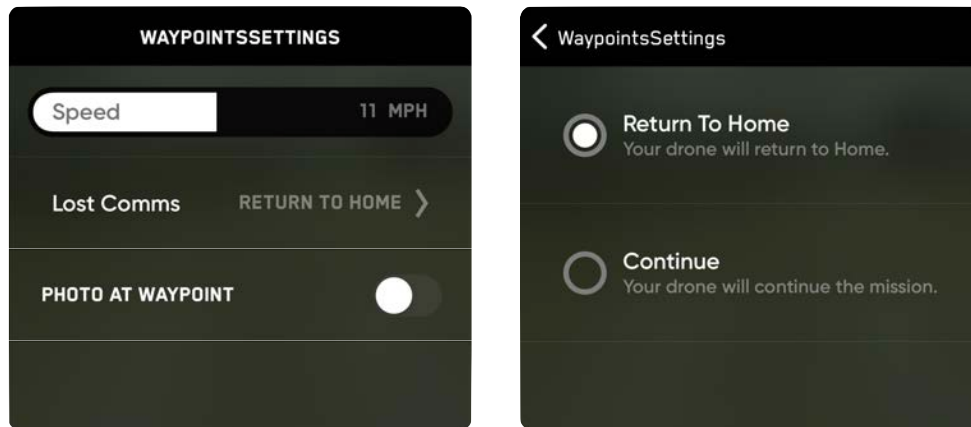 WAYPOINTSSETTINGS
Speed 11 MPH
Lost Comms RETURN TO HOME
PHOTO AT WAYPOINT
WaypointsSettings
Return To Home
Your drone will return to Home.
Continue
Your drone will continue the mission.